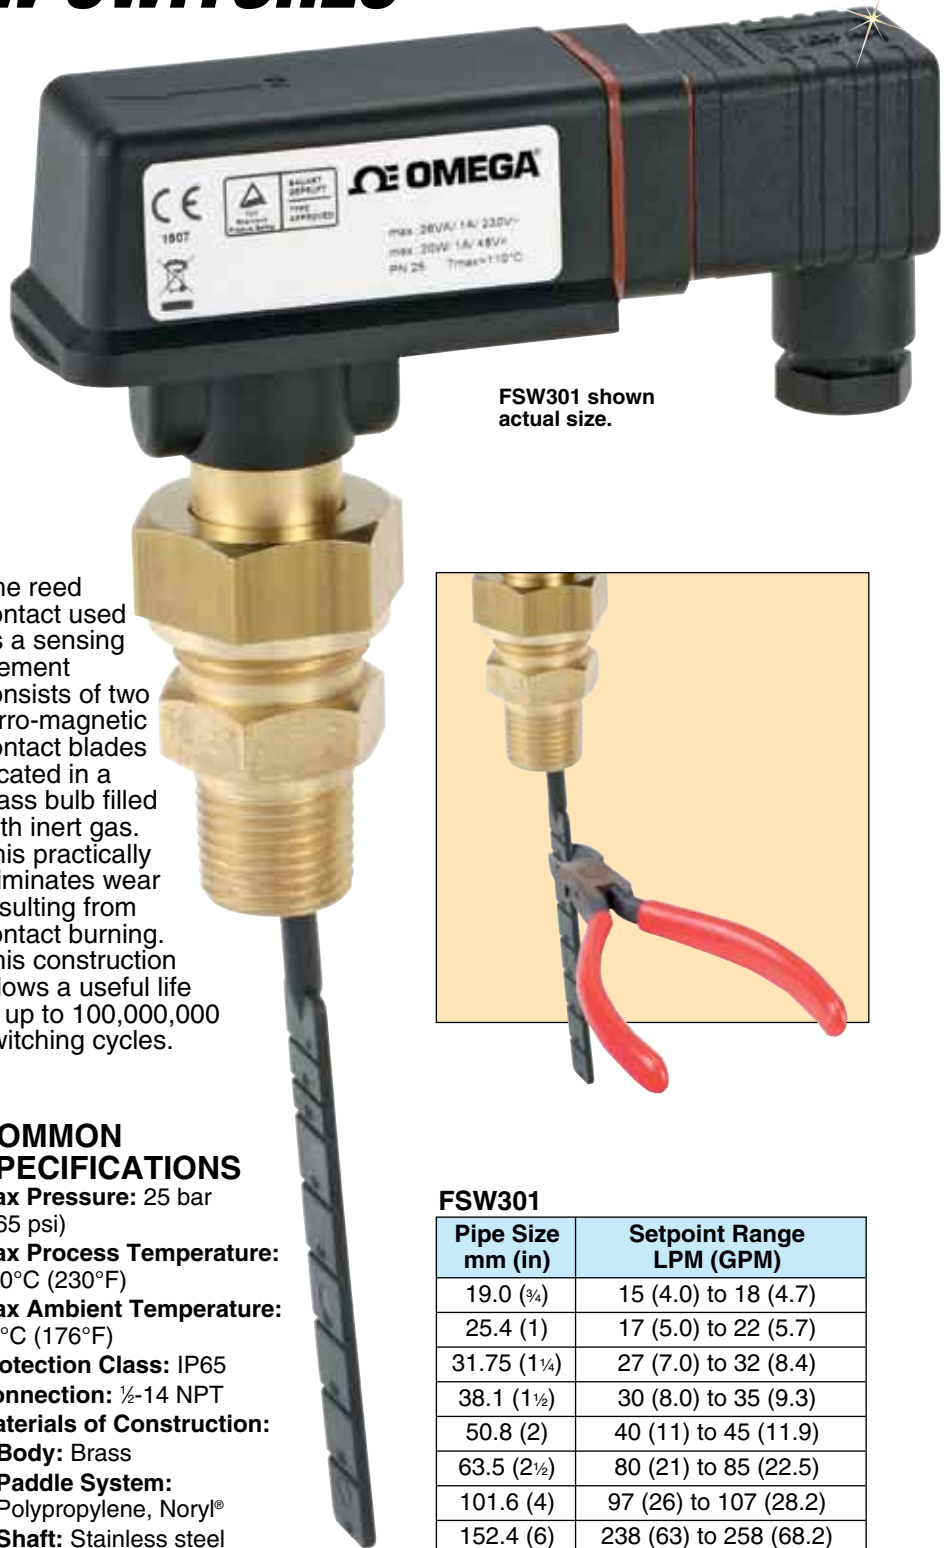 W SWITCHES
CE
1907
BAUART
GEPRÜFT
TYPE
APPROVED
OMEGA®
max. 26VA/ 1A/ 230V~
max. 20W/ 1A/ 48V=
PN 25 Tmax=110°C
FSW301 shown
actual size.
he reed
ontact used
s a sensing
lement
onsists of two
rro-magnetic
ontact blades
cated in a
ass bulb filled
th inert gas.
his practically
iminates wear
sulting from
ontact burning.
his construction
lows a useful life
up to 100,000,000
witching cycles.
OMMON
PECIFICATIONS
ax Pressure: 25 bar
65 psi)
ax Process Temperature:
0°C (230°F)
ax Ambient Temperature:
°C (176°F)
otection Class: IP65
onnection: ½-14 NPT
aterials of Construction:
Body: Brass
Paddle System:
Polypropylene, Noryl®
Shaft: Stainless steel
FSW301
Pipe Size mm (in) Setpoint Range LPM (GPM)
19.0 (¾) 15 (4.0) to 18 (4.7)
25.4 (1) 17 (5.0) to 22 (5.7)
31.75 (1¼) 27 (7.0) to 32 (8.4)
38.1 (1½) 30 (8.0) to 35 (9.3)
50.8 (2) 40 (11) to 45 (11.9)
63.5 (2½) 80 (21) to 85 (22.5)
101.6 (4) 97 (26) to 107 (28.2)
152.4 (6) 238 (63) to 258 (68.2)